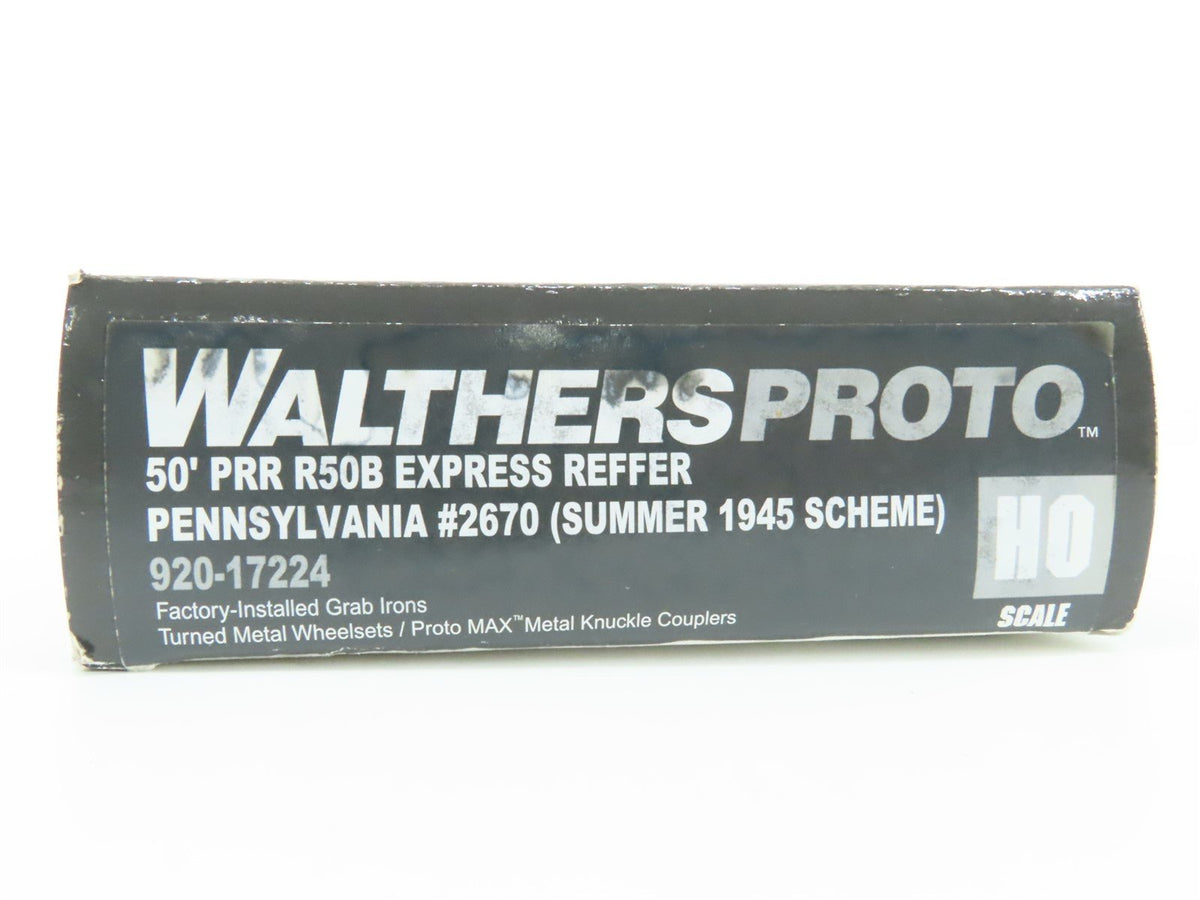 WALTHERSPROTO™
50' PRR R50B EXPRESS REFFER
PENNSYLVANIA #2670 (SUMMER 1945 SCHEME)
920-17224
Factory-Installed Grab Irons
Turned Metal Wheelsets / Proto MAX™ Metal Knuckle Couplers
HO
SCALE